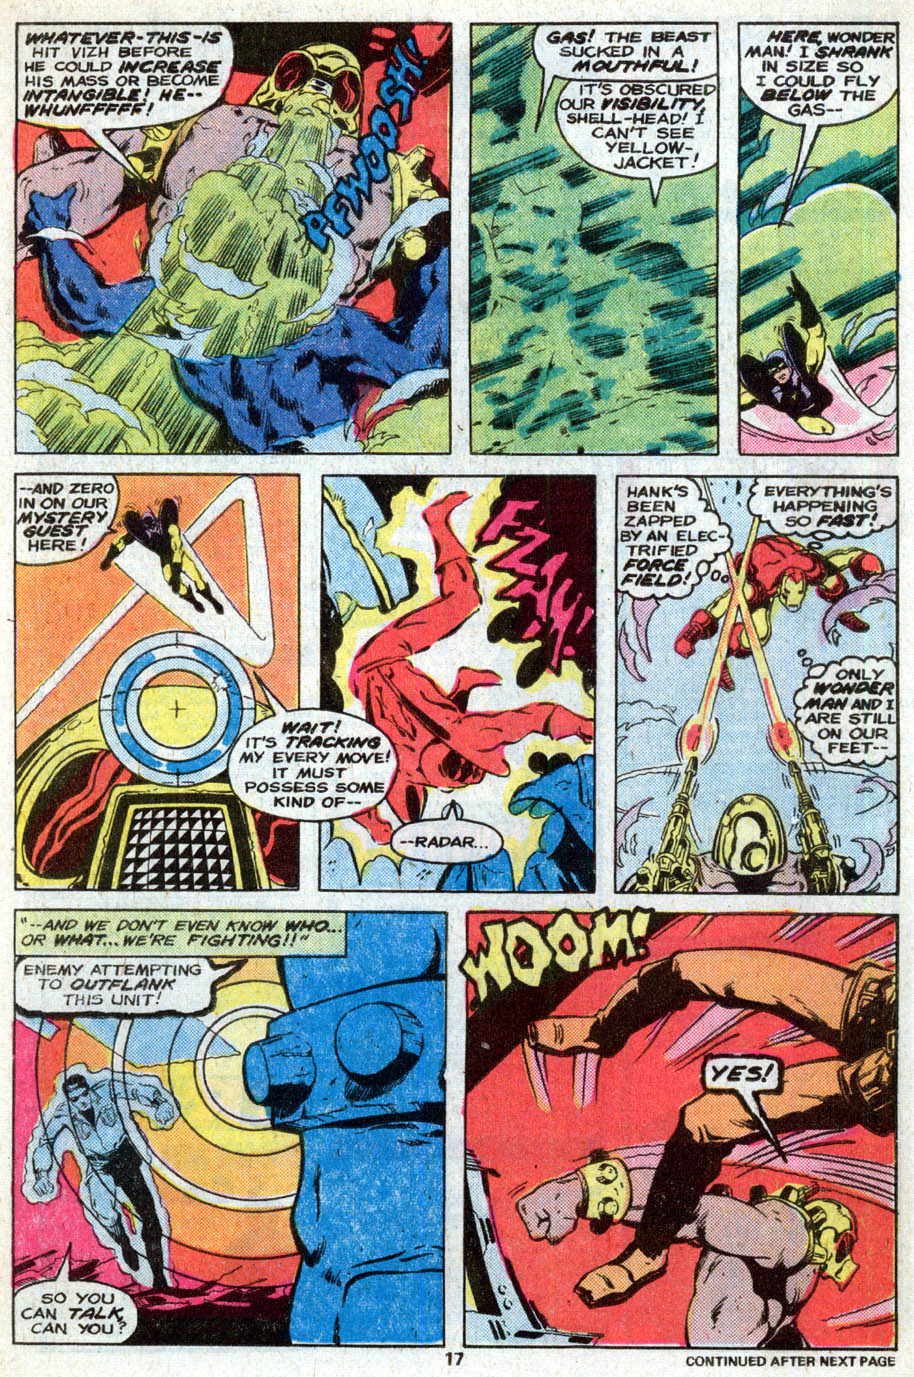 WHATEVER-THIS-IS
HIT VIZH BEFORE
HE COULD INCREASE
HIS MASS OR BECOME
INTANGIBLE! HE--
WHUNFFFFF!
PFWOOSH!
GAS! THE BEAST
SUCKED IN A
MOUTHFUL!
IT'S OBSCURED
OUR VISIBILITY,
SHELL-HEAD! I
CAN'T SEE
YELLOW-
JACKET!
HERE, WONDER
MAN! I SHRANK
IN SIZE SO
I COULD FLY
BELOW THE
GAS--
--AND ZERO
IN ON OUR
MYSTERY
GUEST
HERE!
WAIT!
IT'S TRACKING
MY EVERY MOVE!
IT MUST
POSSESS SOME
KIND OF--
FZZAM!
--RADAR...
HANK'S
BEEN
ZAPPED
BY AN ELEC-
TRIFIED
FORCE
FIELD!
EVERYTHING'S
HAPPENING
SO FAST!
ONLY
WONDER
MAN AND I
ARE STILL
ON OUR
FEET--
"--AND WE DON'T EVEN KNOW WHO...
OR WHAT...WE'RE FIGHTING!!"
ENEMY ATTEMPTING
TO OUTFLANK
THIS UNIT!
SO YOU
CAN TALK,
CAN YOU?
WOOM!
YES!
17
CONTINUED AFTER NEXT PAGE